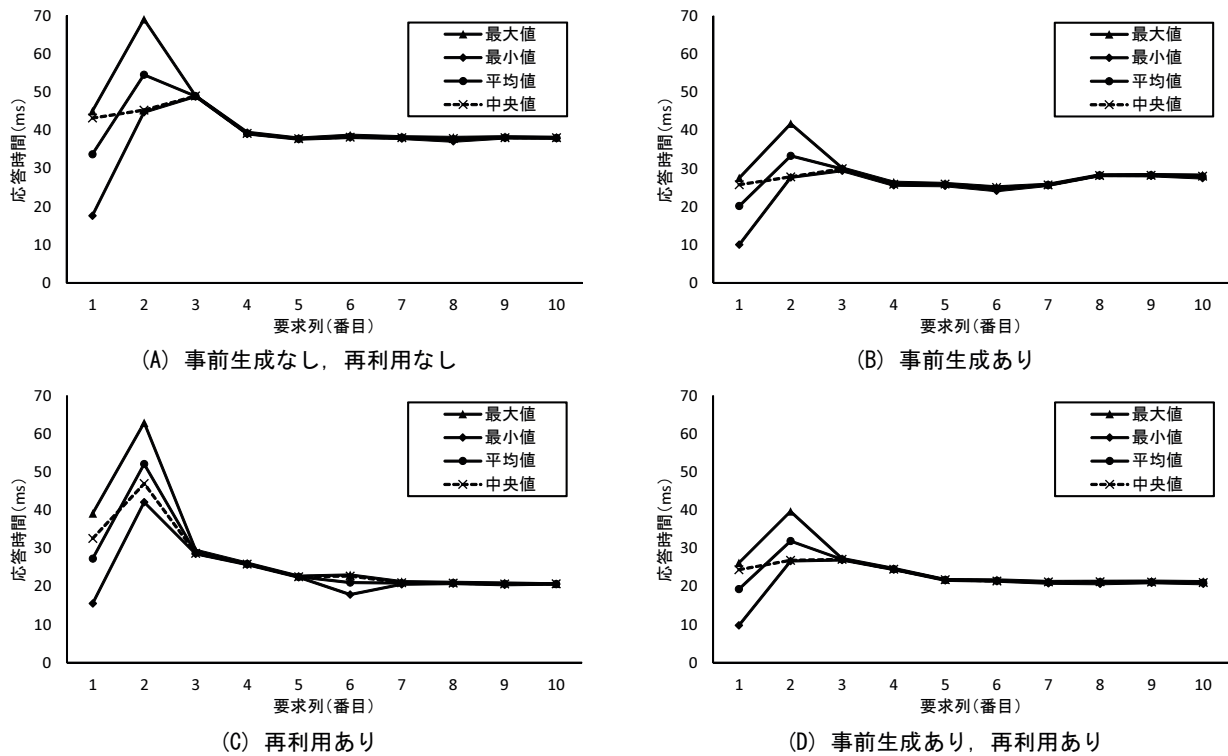 70
60
50
40
30
20
10
0
応答時間(ms)
最大値
最小値
平均値
中央値
1 2 3 4 5 6 7 8 9 10
要求列(番目)
(A) 事前生成なし，再利用なし
70
60
50
40
30
20
10
0
応答時間(ms)
最大値
最小値
平均値
中央値
1 2 3 4 5 6 7 8 9 10
要求列(番目)
(B) 事前生成あり
70
60
50
40
30
20
10
0
応答時間(ms)
最大値
最小値
平均値
中央値
1 2 3 4 5 6 7 8 9 10
要求列(番目)
(C) 再利用あり
70
60
50
40
30
20
10
0
応答時間(ms)
最大値
最小値
平均値
中央値
1 2 3 4 5 6 7 8 9 10
要求列(番目)
(D) 事前生成あり，再利用あり